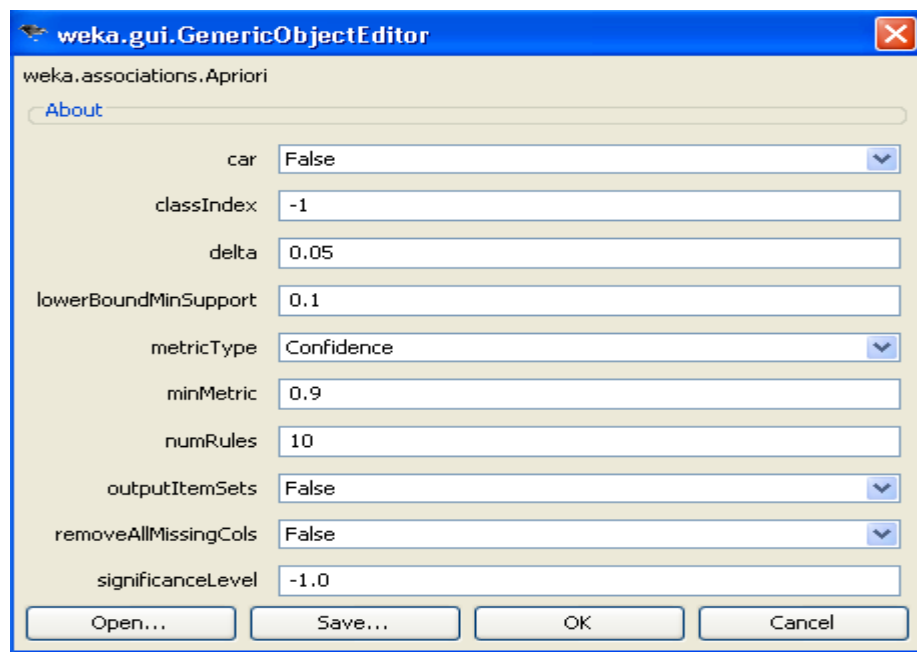 weka.gui.GenericObjectEditor
weka.associations.Apriori
About
car False
classIndex -1
delta 0.05
lowerBoundMinSupport 0.1
metricType Confidence
minMetric 0.9
numRules 10
outputItemSets False
removeAllMissingCols False
significanceLevel -1.0
Open... Save... OK Cancel